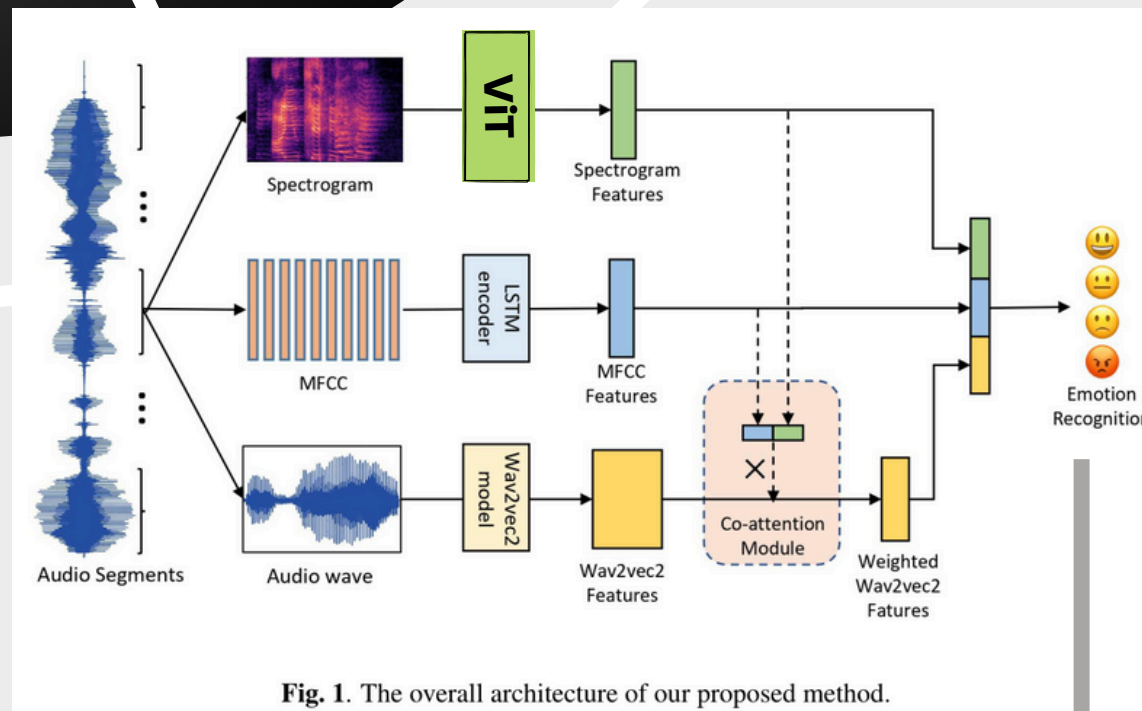 ViT
Spectrogram
Spectrogram
Features
LSTM
encoder
MFCC
MFCC
Features
Emotion
Recognition
Wav2vec2
model
Co-attention
Module
Audio Segments
Audio wave
Wav2vec2
Features
Weighted
Wav2vec2
Fatures
Fig. 1. The overall architecture of our proposed method.